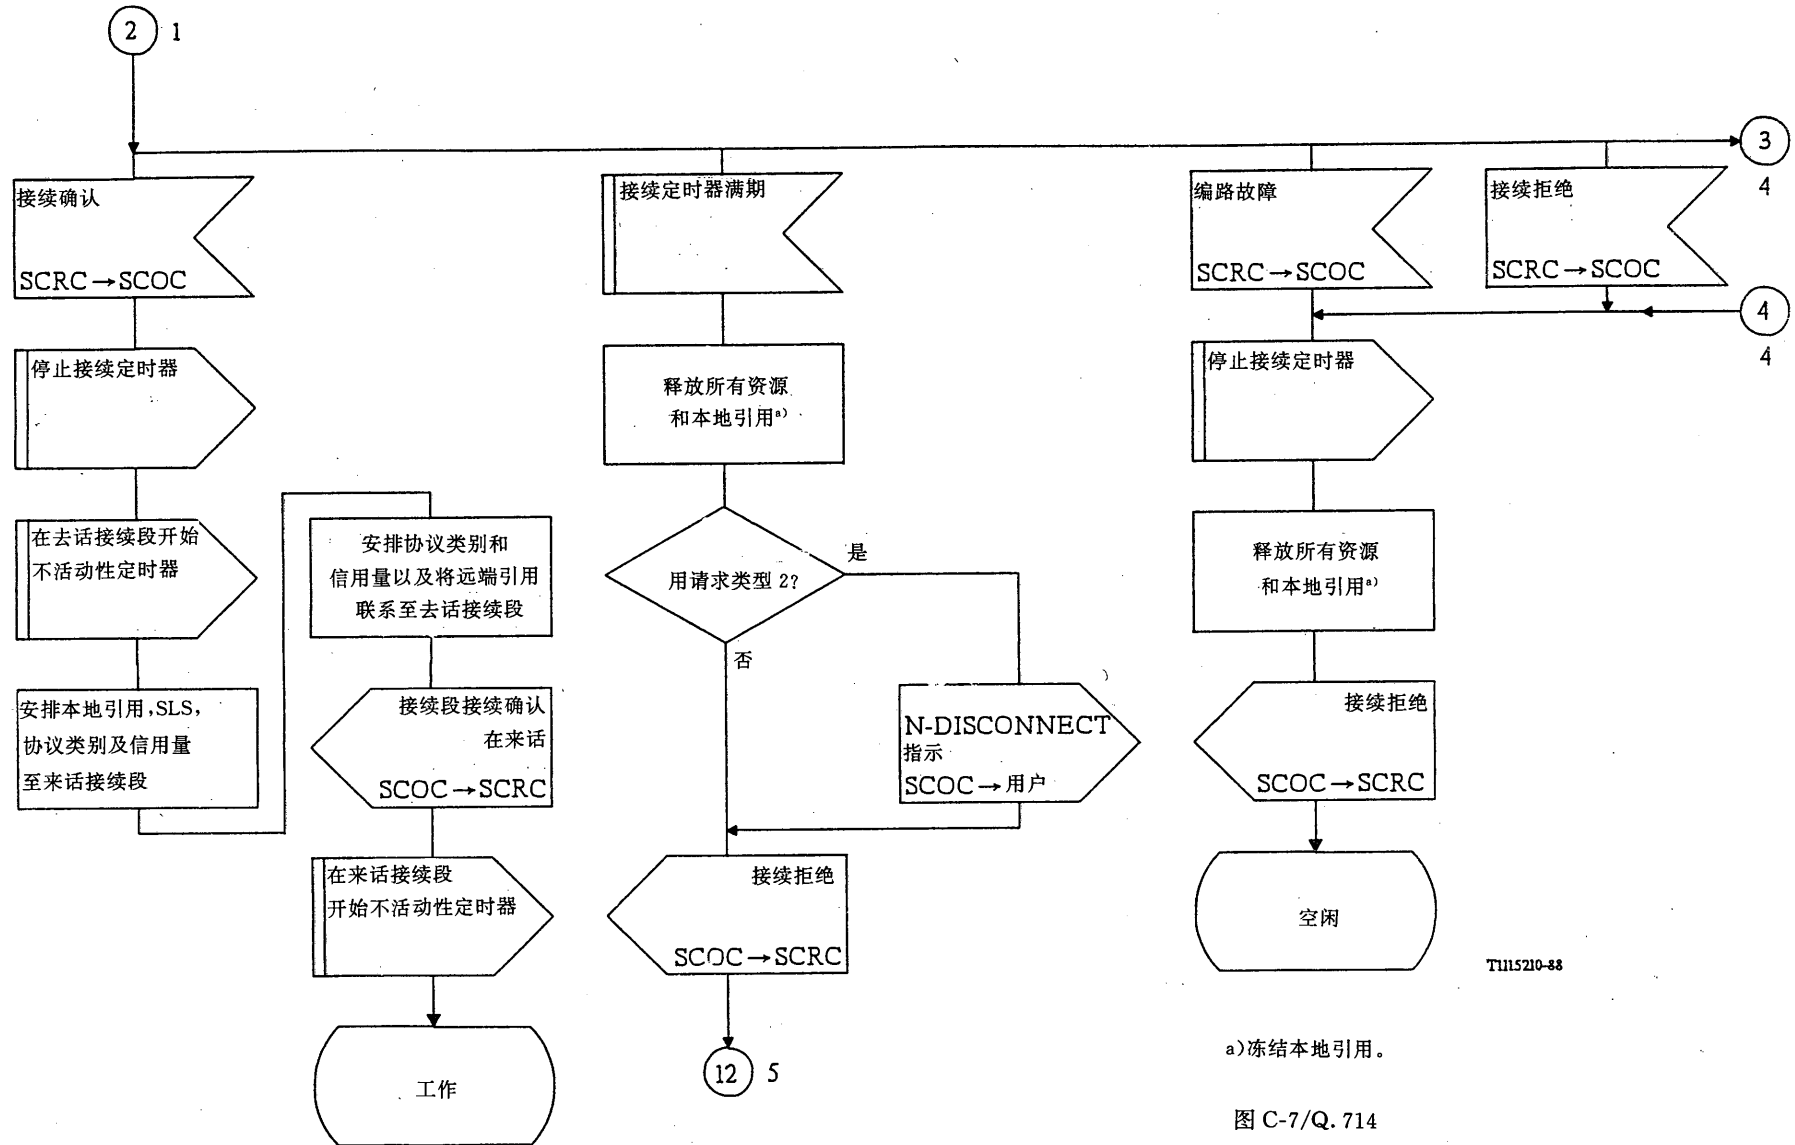 2 1
3
4
接续确认
SCRC→SCOC
停止接续定时器
在去话接续段开始
不活动性定时器
安排本地引用,SLS,
协议类别及信用量
至来话接续段
安排协议类别和
信用量以及将远端引用
联系至去话接续段
接续段接续确认
在来话
SCOC→SCRC
在来话接续段
开始不活动性定时器
工作
接续定时器满期
释放所有资源
和本地引用a)
用请求类型 2?
是
否
N-DISCONNECT
指示
SCOC→用户
接续拒绝
SCOC→SCRC
12 5
编路故障
SCRC→SCOC
接续拒绝
SCRC→SCOC
4
4
停止接续定时器
释放所有资源
和本地引用a)
接续拒绝
SCOC→SCRC
空闲
T1115210-88
a)冻结本地引用。
图 C-7/Q.714